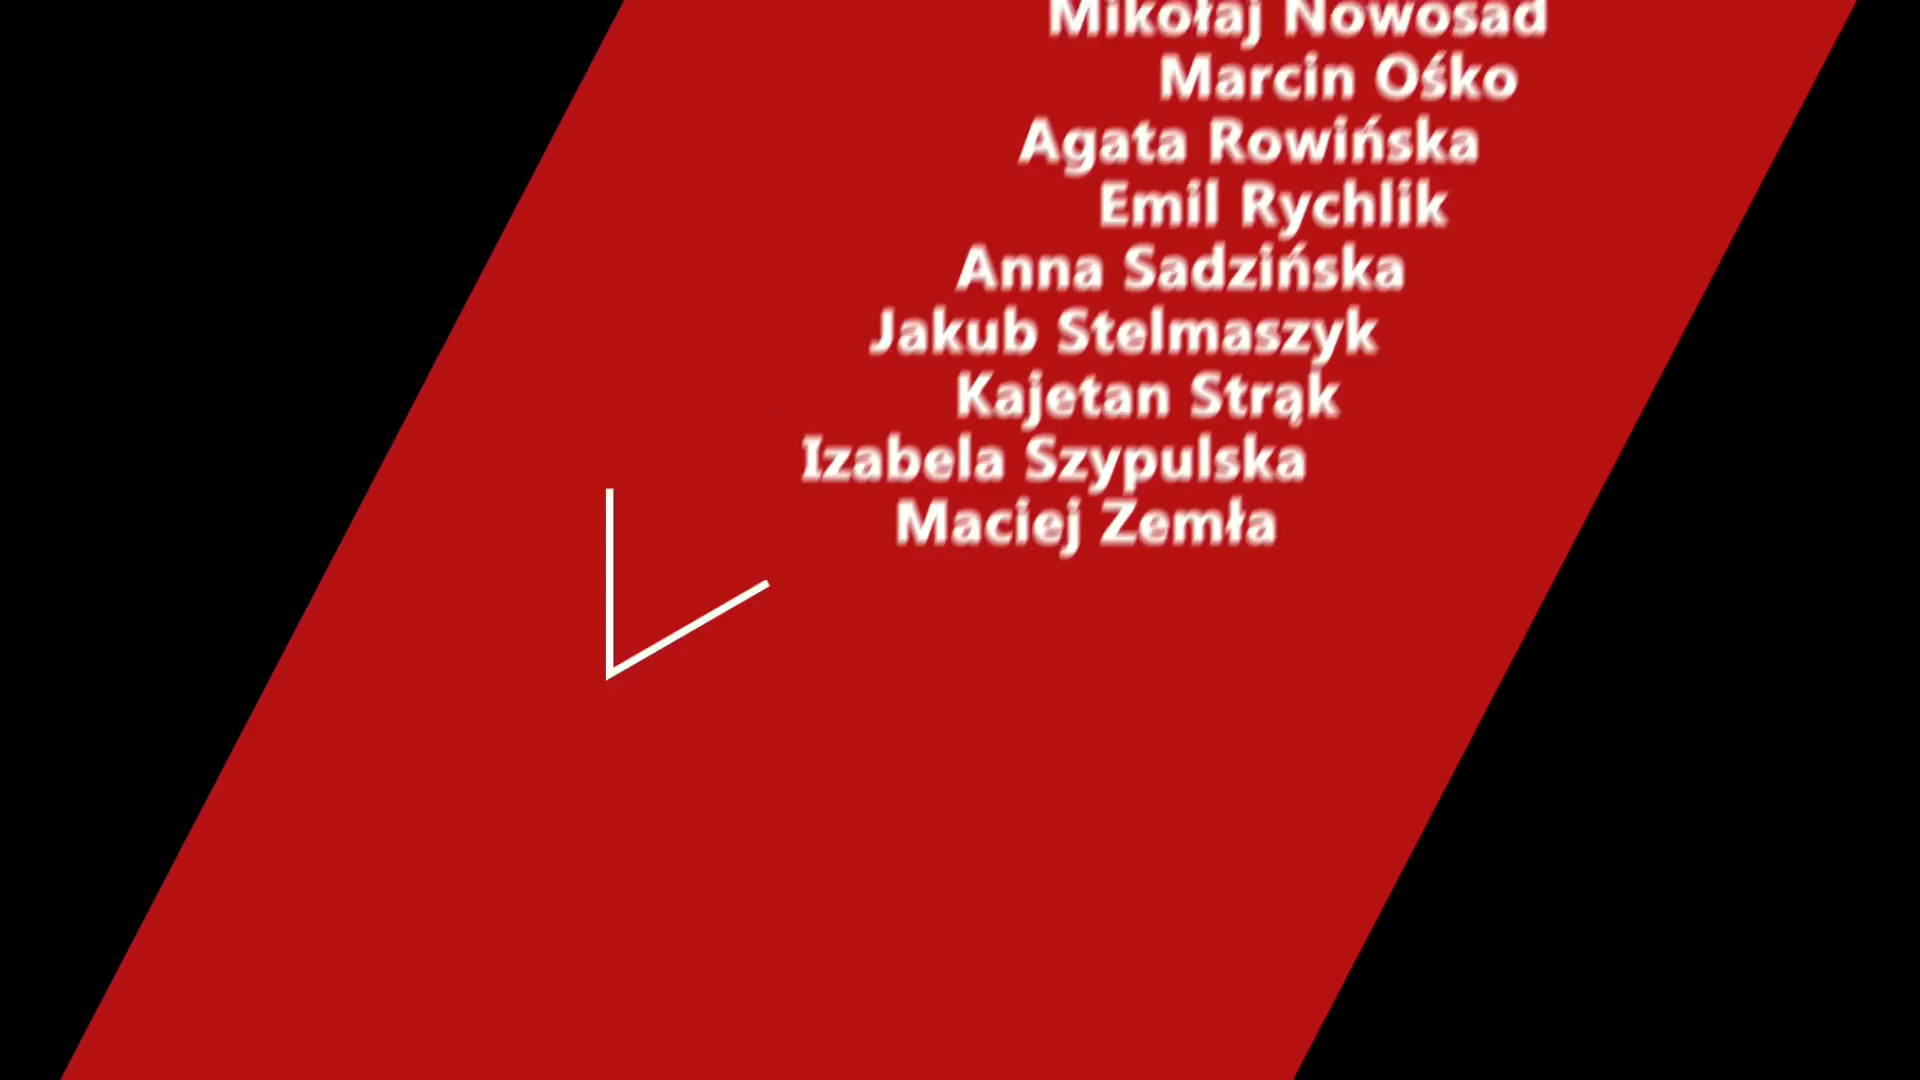 Mikołaj Nowosad
Marcin Ośko
Agata Rowińska
Emil Rychlik
Anna Sadzińska
Jakub Stelmaszyk
Kajetan Strąk
Izabela Szypulska
Maciej Zemła